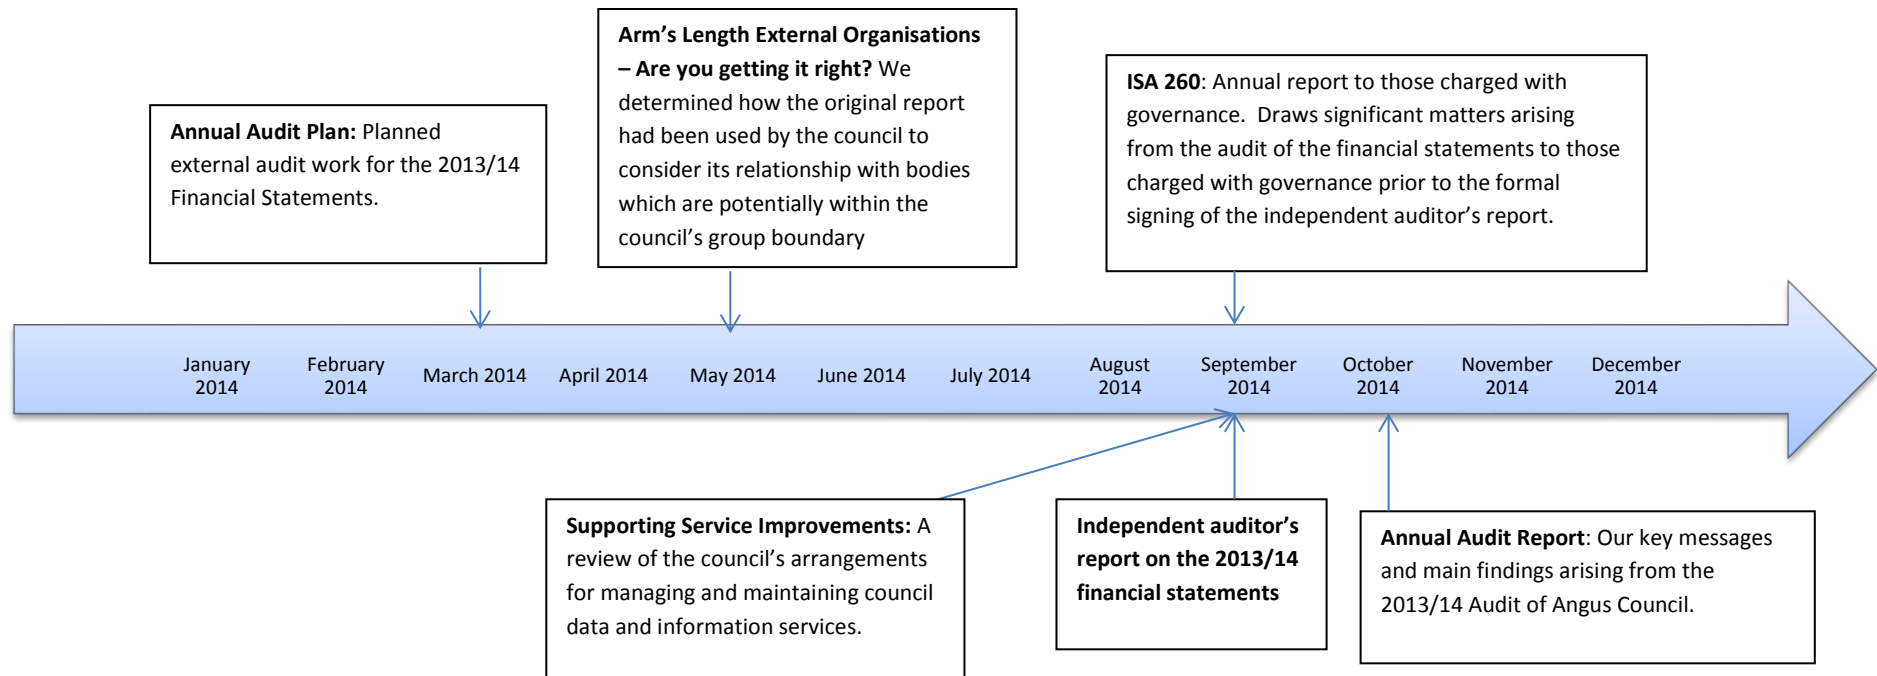 Arm’s Length External Organisations
– Are you getting it right? We
determined how the original report
had been used by the council to
consider its relationship with bodies
which are potentially within the
council’s group boundary
ISA 260: Annual report to those charged with
governance.  Draws significant matters arising
from the audit of the financial statements to those
charged with governance prior to the formal
signing of the independent auditor’s report.
Annual Audit Plan: Planned
external audit work for the 2013/14
Financial Statements.
January
2014
February
2014
March 2014
April 2014
May 2014
June 2014
July 2014
August
2014
September
2014
October
2014
November
2014
December
2014
Supporting Service Improvements: A
review of the council’s arrangements
for managing and maintaining council
data and information services.
Independent auditor’s
report on the 2013/14
financial statements
Annual Audit Report: Our key messages
and main findings arising from the
2013/14 Audit of Angus Council.